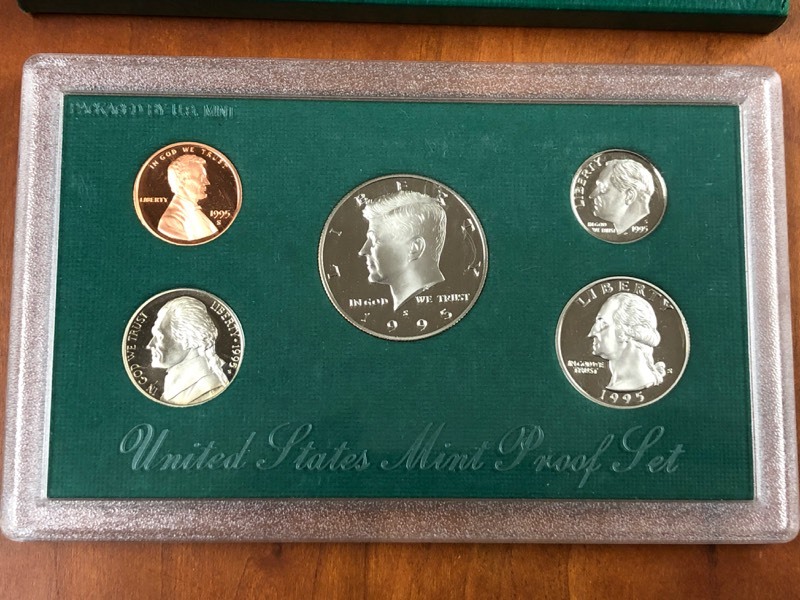 PACKAGED BY U.S. MINT
IN GOD WE TRUST
LIBERTY
1995
S
LIBERTY
IN GOD WE TRUST
S
1995
LIBERTY
IN GOD
WE TRUST
S
1995
IN GOD WE TRUST
LIBERTY • 1995
S
LIBERTY
IN GOD WE
TRUST
S
1995
United States Mint Proof Set